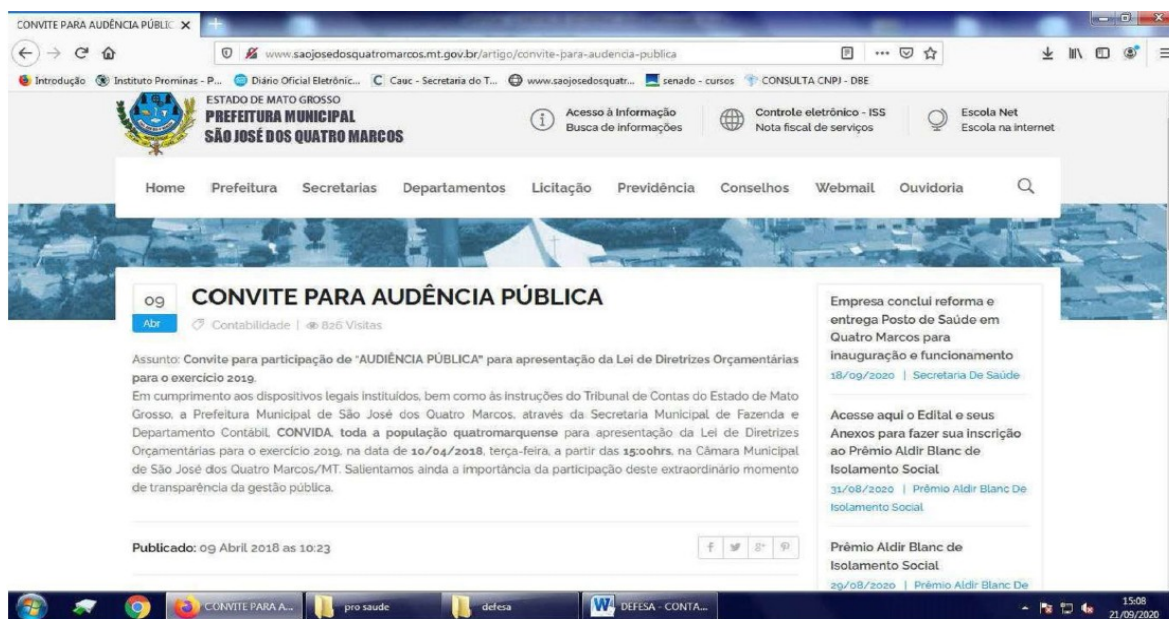 CONVITE PARA AUDÊNCIA PÚBLIC
www.saojosedosquatromarcos.mt.gov.br/artigo/convite-para-audencia-publica
Introdução Instituto Prominas - P... Diário Oficial Eletrônic... Cauc - Secretaria do T... www.saojosedosquatr... senado - cursos CONSULTA CNPJ - DBE
ESTADO DE MATO GROSSO
PREFEITURA MUNICIPAL
SÃO JOSÉ DOS QUATRO MARCOS
Acesso à Informação
Busca de informações
Controle eletrônico - ISS
Nota fiscal de serviços
Escola Net
Escola na internet
Home Prefeitura Secretarias Departamentos Licitação Previdência Conselhos Webmail Ouvidoria
09
Abr
CONVITE PARA AUDÊNCIA PÚBLICA
Contabilidade | 826 Visitas
Assunto: Convite para participação de "AUDIÊNCIA PÚBLICA" para apresentação da Lei de Diretrizes Orçamentárias
para o exercício 2019.
Em cumprimento aos dispositivos legais instituídos, bem como às instruções do Tribunal de Contas do Estado de Mato
Grosso, a Prefeitura Municipal de São José dos Quatro Marcos, através da Secretaria Municipal de Fazenda e
Departamento Contábil, CONVIDA, toda a população quatromarquense para apresentação da Lei de Diretrizes
Orçamentárias para o exercício 2019, na data de 10/04/2018, terça-feira, a partir das 15:00hrs, na Câmara Municipal
de São José dos Quatro Marcos/MT. Salientamos ainda a importância da participação deste extraordinário momento
de transparência da gestão pública.
Publicado: 09 Abril 2018 as 10:23
Empresa conclui reforma e
entrega Posto de Saúde em
Quatro Marcos para
inauguração e funcionamento
18/09/2020 | Secretaria De Saúde
Acesse aqui o Edital e seus
Anexos para fazer sua inscrição
ao Prêmio Aldir Blanc de
Isolamento Social
31/08/2020 | Prêmio Aldir Blanc De
Isolamento Social
Prêmio Aldir Blanc de
Isolamento Social
29/08/2020 | Prêmio Aldir Blanc De
CONVITE PARA A... pro saude defesa DEFESA - CONTA...
15:08
21/09/2020